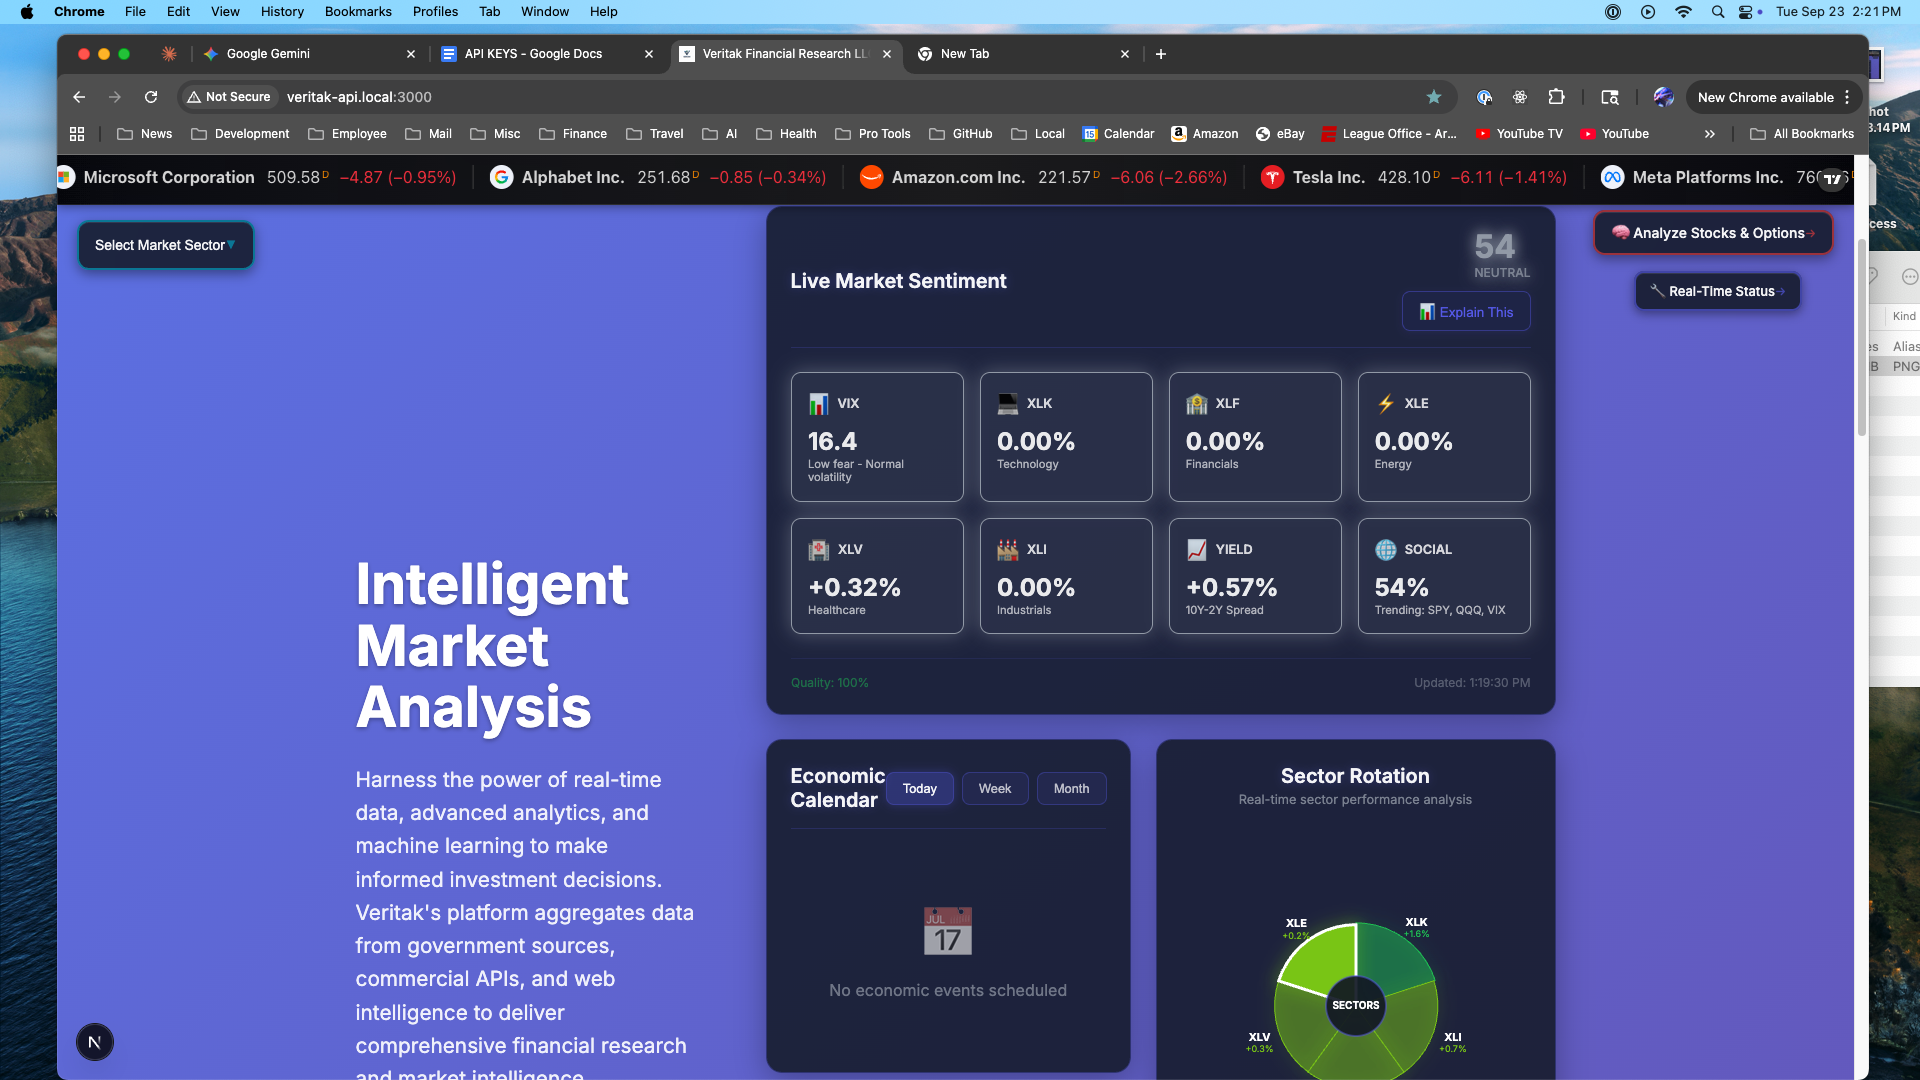 Chrome File Edit View History Bookmarks Profiles Tab Window Help Tue Sep 23 2:21 PM
Google Gemini API KEYS - Google Docs Veritak Financial Research LL New Tab
Not Secure veritak-api.local:3000 New Chrome available
News Development Employee Mail Misc Finance Travel AI Health Pro Tools GitHub Local Calendar Amazon eBay League Office - Ar... YouTube TV YouTube » All Bookmarks
Microsoft Corporation 509.58 D −4.87 (−0.95%) Alphabet Inc. 251.68 D −0.85 (−0.34%) Amazon.com Inc. 221.57 D −6.06 (−2.66%) Tesla Inc. 428.10 D −6.11 (−1.41%) Meta Platforms Inc.
Select Market Sector
Analyze Stocks & Options→
Real-Time Status→
Live Market Sentiment
54
NEUTRAL
Explain This
VIX
16.4
Low fear - Normal
volatility
XLK
0.00%
Technology
XLF
0.00%
Financials
XLE
0.00%
Energy
XLV
+0.32%
Healthcare
XLI
0.00%
Industrials
YIELD
+0.57%
10Y-2Y Spread
SOCIAL
54%
Trending: SPY, QQQ, VIX
Quality: 100%
Updated: 1:19:30 PM
Intelligent
Market
Analysis
Harness the power of real-time
data, advanced analytics, and
machine learning to make
informed investment decisions.
Veritak's platform aggregates data
from government sources,
commercial APIs, and web
intelligence to deliver
comprehensive financial research
and market intelligence
Economic
Calendar
Today Week Month
JUL
17
No economic events scheduled
Sector Rotation
Real-time sector performance analysis
XLE
+0.2%
XLK
+1.6%
SECTORS
XLV
+0.3%
XLI
+0.7%
N
Kind
Alias
PNG